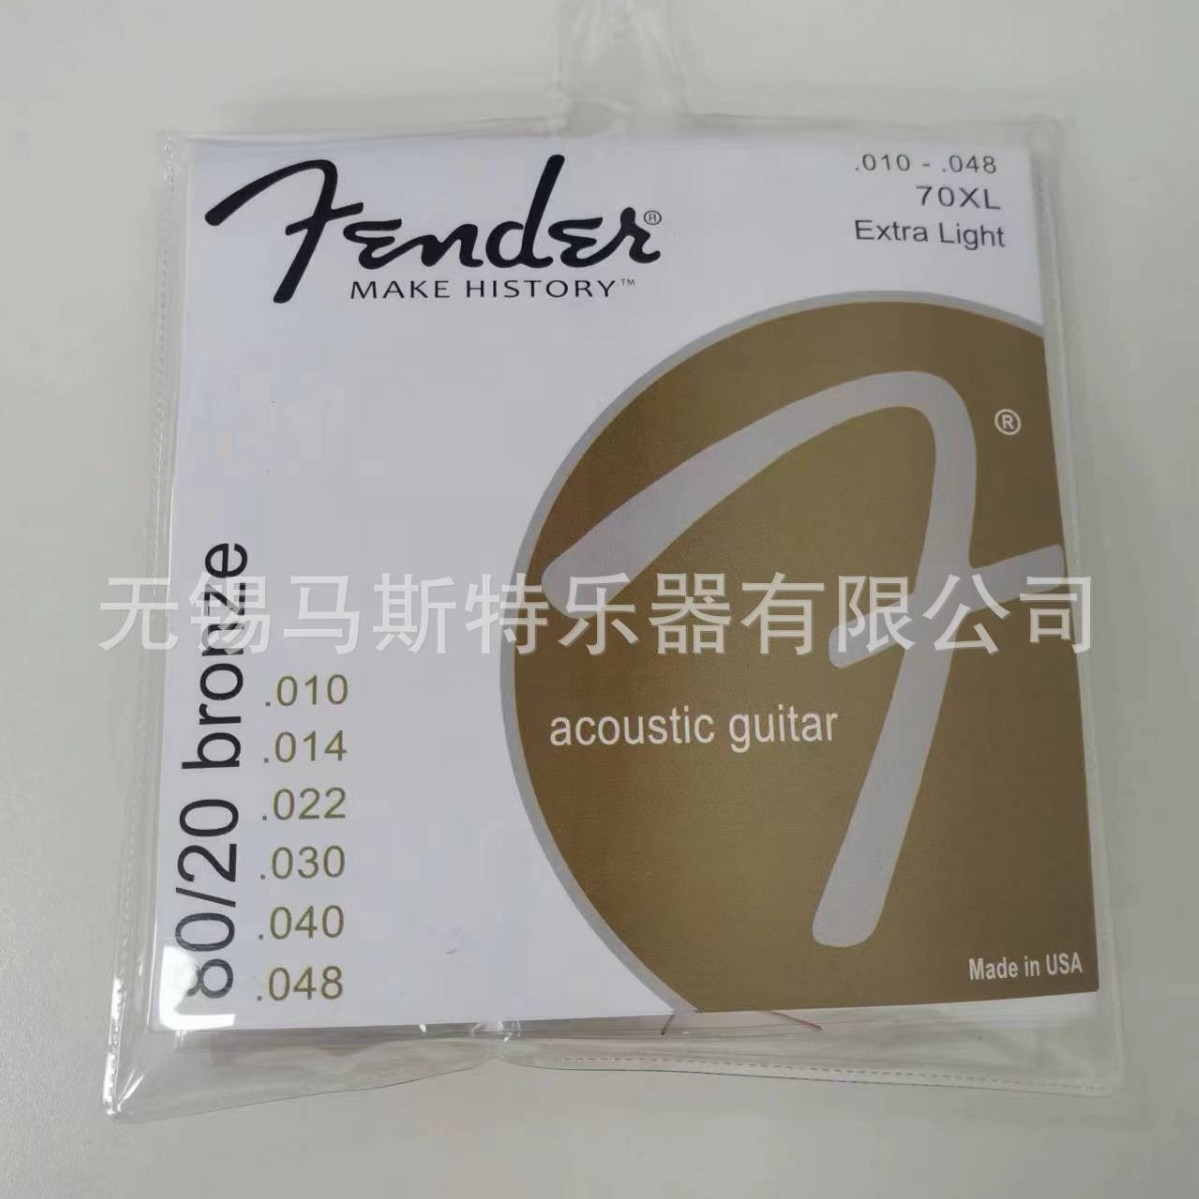 Fender®
MAKE HISTORY™
.010 - .048
70XL
Extra Light
®
无锡马斯特乐器有限公司
80/20 bronze
.010
.014
.022
.030
.040
.048
acoustic guitar
Made in USA